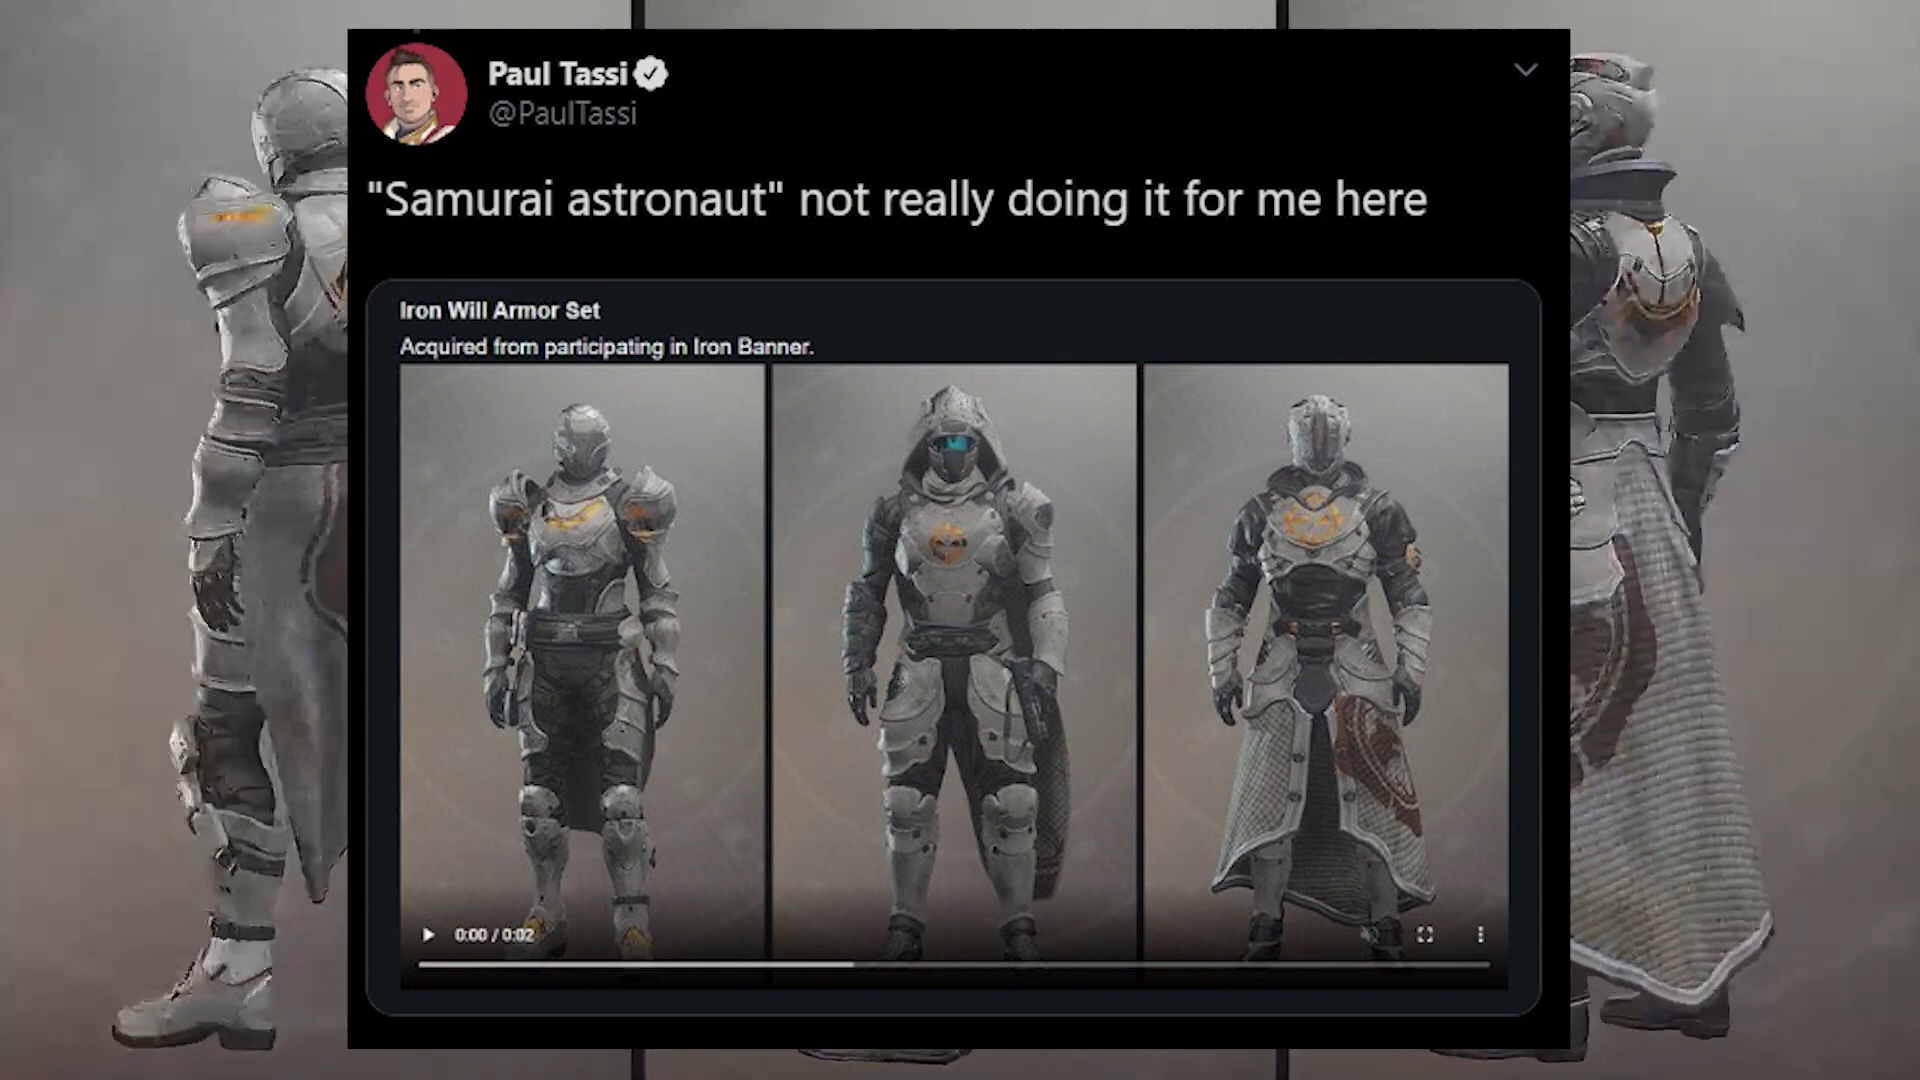 Paul Tassi
@PaulTassi
"Samurai astronaut" not really doing it for me here
Iron Will Armor Set
Acquired from participating in Iron Banner.
0:00 / 0:02